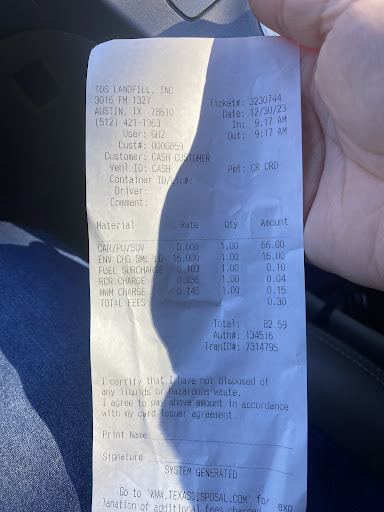 TDS LANDFILL, INC
3016 FM 1327
AUSTIN, TX 78610
(512) 421-1363
Ticket#: 3230744
Date: 12/30/23
In: 9:17 AM
Out: 9:17 AM
User: GH2
Cust#: 0000859
Customer: CASH CUSTOMER
Vehl ID: CASH Pmt: CR CRD
Container ID/Lic#:
Driver:
Comment:
Material Rate Qty Amount
CAR/PU/SUV 0.000 1.00 66.00
ENV CHG SM. LD 16.000 1.00 16.00
FUEL SURCHARGE 0.103 1.00 0.10
RCR CHARGE 0.036 1.00 0.04
WWM CHARGE 0.145 1.00 0.15
TOTAL FEES 0.30
Total: 82.59
Auth#: 134516
TranID#: 7314795
I certify that I have not disposed of
any liquids or hazardous waste.
I agree to pay above amount in accordance
with my card issuer agreement.
Print Name
Signature
SYSTEM GENERATED
Go to 'WWW.TEXASDISPOSAL.COM' for exp
lanation of additional fees charged